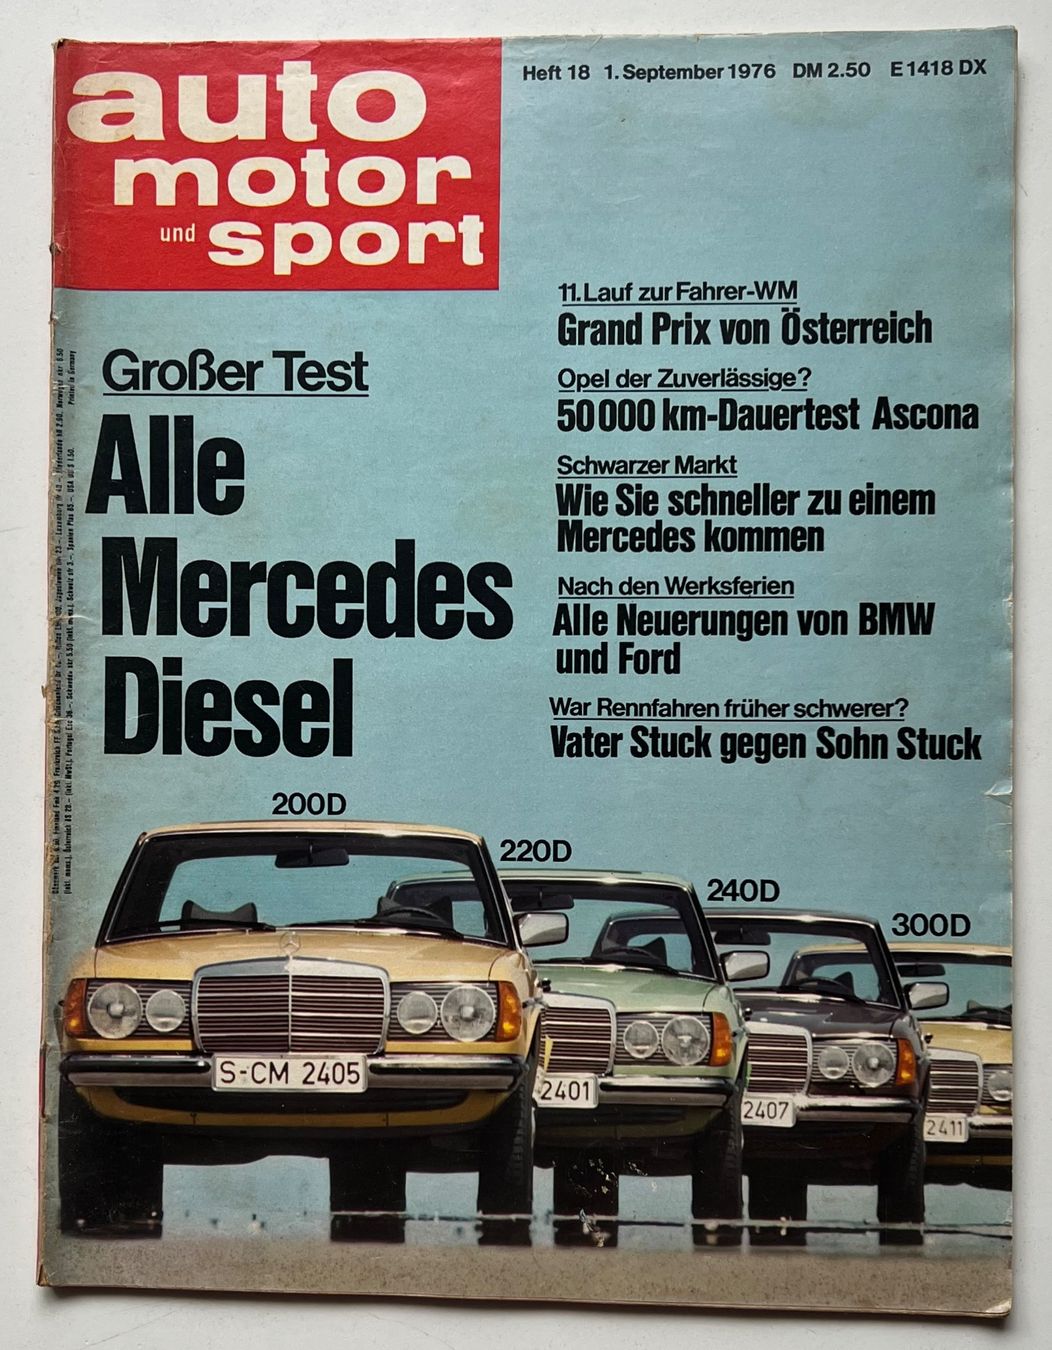 auto
motor
und sport
Heft 18 1. September 1976 DM 2.50 E 1418 DX
11. Lauf zur Fahrer-WM
Grand Prix von Österreich
Opel der Zuverlässige?
50 000 km-Dauertest Ascona
Schwarzer Markt
Wie Sie schneller zu einem
Mercedes kommen
Nach den Werksferien
Alle Neuerungen von BMW
und Ford
War Rennfahren früher schwerer?
Vater Stuck gegen Sohn Stuck
Großer Test
Alle
Mercedes
Diesel
200D
220D
240D
300D
S-CM 2405
2401
2407
2411
Printed in Germany